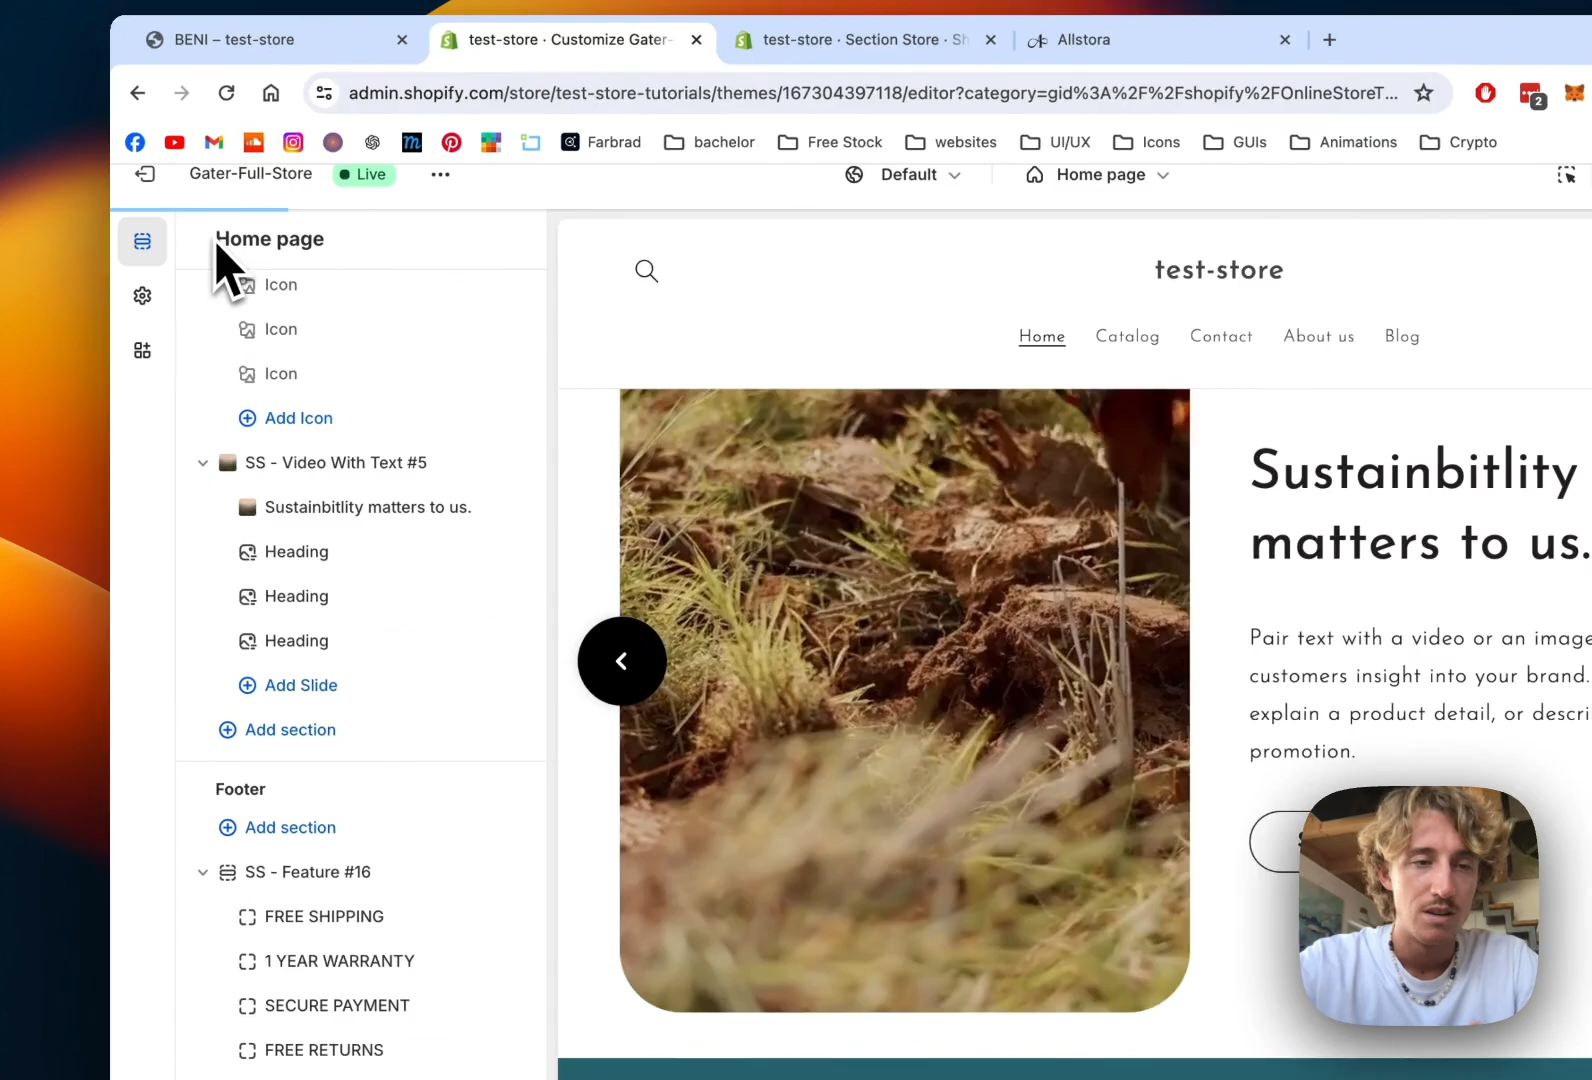 BENI – test-store
test-store · Customize Gater-
test-store · Section Store · Sh
Allstora
admin.shopify.com/store/test-store-tutorials/themes/167304397118/editor?category=gid%3A%2F%2Fshopify%2FOnlineStoreT...
2
Farbrad
bachelor
Free Stock
websites
UI/UX
Icons
GUIs
Animations
Crypto
Gater-Full-Store
Live
Default
Home page
Home page
Icon
Icon
Icon
Add Icon
SS - Video With Text #5
Sustainbitlity matters to us.
Heading
Heading
Heading
Add Slide
Add section
Footer
Add section
SS - Feature #16
FREE SHIPPING
1 YEAR WARRANTY
SECURE PAYMENT
FREE RETURNS
test-store
Home
Catalog
Contact
About us
Blog
Sustainbitlity
matters to us.
Pair text with a video or an image
customers insight into your brand.
explain a product detail, or descri
promotion.